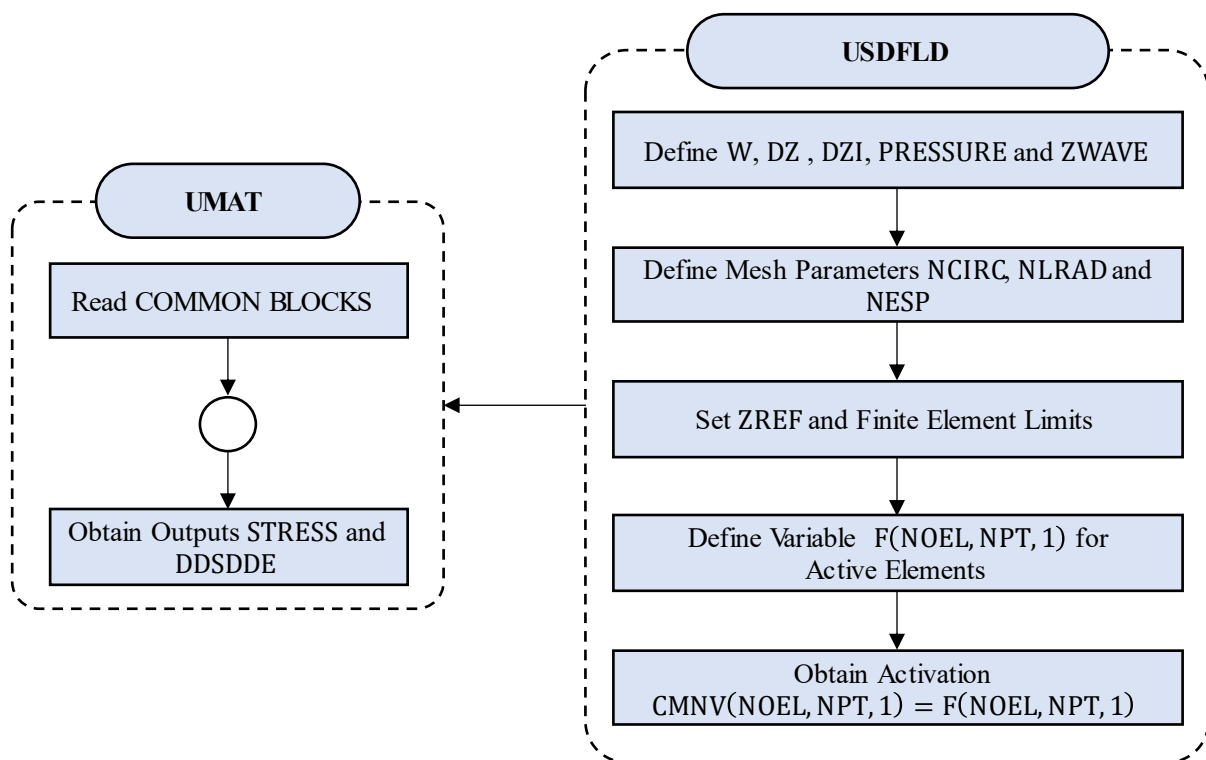 UMAT
Read COMMON BLOCKS
Obtain Outputs STRESS and
DDSDDE
USDFLD
Define W, DZ , DZI, PRESSURE and ZWAVE
Define Mesh Parameters NCIRC, NLRAD and
NESP
Set ZREF and Finite Element Limits
Define Variable F(NOEL, NPT, 1) for
Active Elements
Obtain Activation
CMNV(NOEL, NPT, 1) = F(NOEL, NPT, 1)